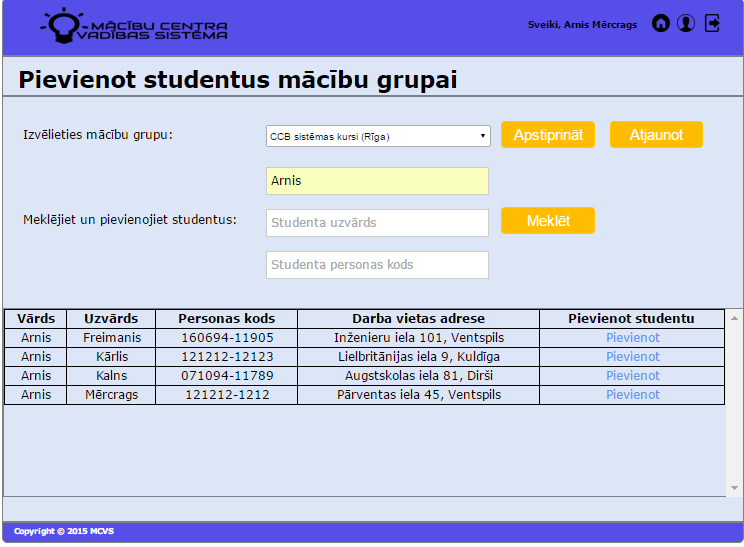 MĀCĪBU CENTRA
VADĪBAS SISTĒMA
Sveiki, Arnis Mērcrags
Pievienot studentus mācību grupai
Izvēlieties mācību grupu: CCB sistēmas kursi (Rīga) Apstiprināt Atjaunot
Arnis
Meklējiet un pievienojiet studentus: Studenta uzvārds Meklēt
Studenta personas kods
Vārds Uzvārds Personas kods Darba vietas adrese Pievienot studentu
Arnis Freimanis 160694-11905 Inženieru iela 101, Ventspils Pievienot
Arnis Kārlis 121212-12123 Lielbritānijas iela 9, Kuldīga Pievienot
Arnis Kalns 071094-11789 Augstskolas iela 81, Dirši Pievienot
Arnis Mērcrags 121212-1212 Pārventas iela 45, Ventspils Pievienot
Copyright © 2015 MCVS